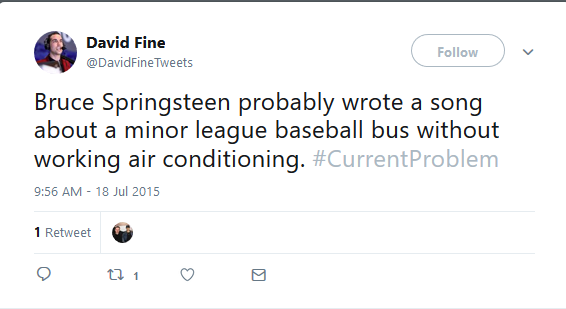 David Fine
@DavidFineTweets
Follow
Bruce Springsteen probably wrote a song
about a minor league baseball bus without
working air conditioning. #CurrentProblem
9:56 AM - 18 Jul 2015
1 Retweet
1